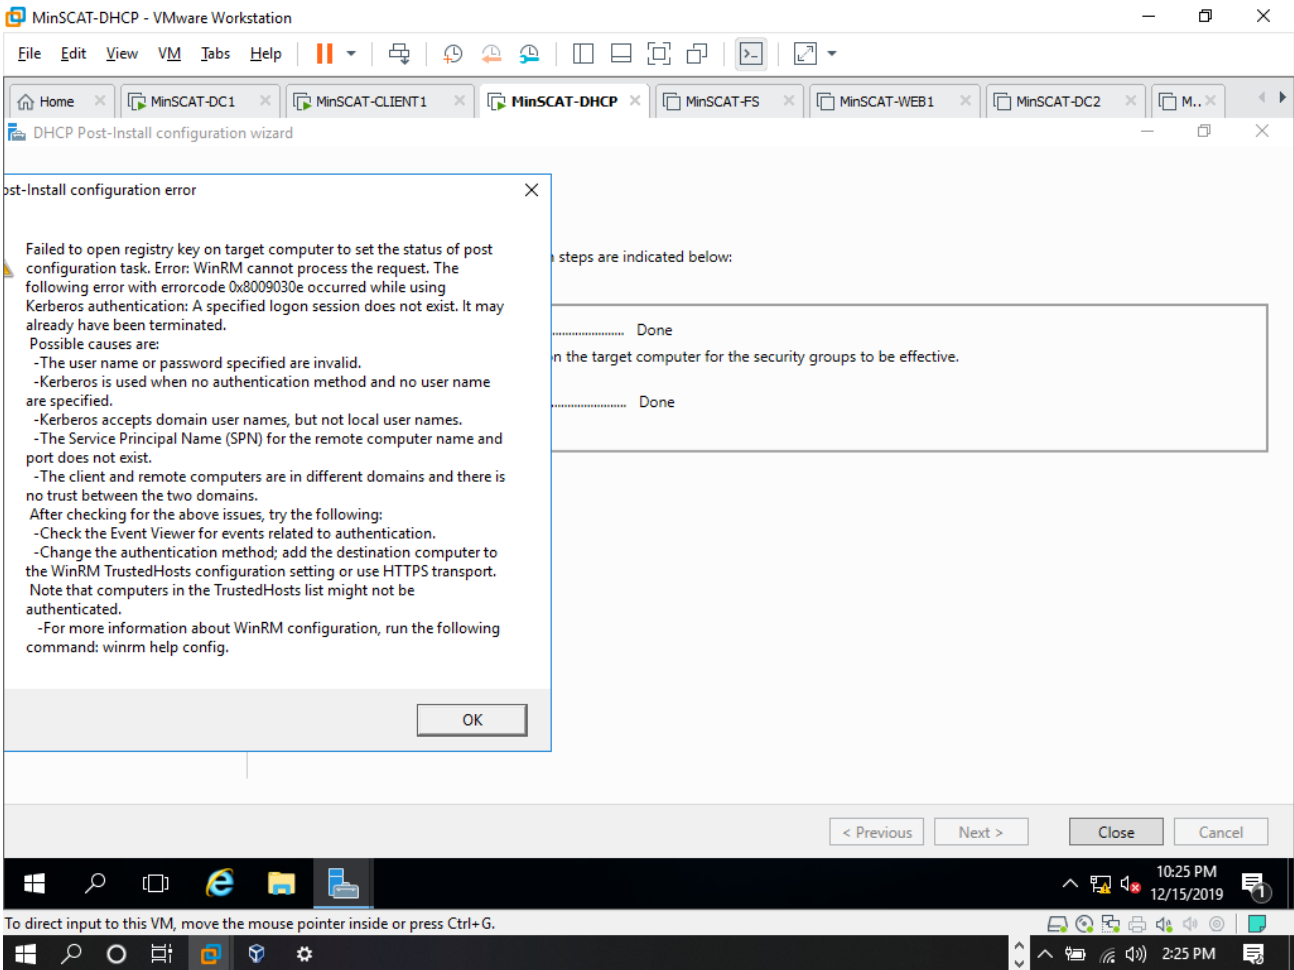 MinSCAT-DHCP - VMware Workstation
File Edit View VM Tabs Help
Home MinSCAT-DC1 MinSCAT-CLIENT1 MinSCAT-DHCP MinSCAT-FS MinSCAT-WEB1 MinSCAT-DC2 M..
DHCP Post-Install configuration wizard
ost-Install configuration error
Failed to open registry key on target computer to set the status of post
configuration task. Error: WinRM cannot process the request. The
following error with errorcode 0x8009030e occurred while using
Kerberos authentication: A specified logon session does not exist. It may
already have been terminated.
Possible causes are:
-The user name or password specified are invalid.
-Kerberos is used when no authentication method and no user name
are specified.
-Kerberos accepts domain user names, but not local user names.
-The Service Principal Name (SPN) for the remote computer name and
port does not exist.
-The client and remote computers are in different domains and there is
no trust between the two domains.
After checking for the above issues, try the following:
-Check the Event Viewer for events related to authentication.
-Change the authentication method; add the destination computer to
the WinRM TrustedHosts configuration setting or use HTTPS transport.
Note that computers in the TrustedHosts list might not be
authenticated.
-For more information about WinRM configuration, run the following
command: winrm help config.
OK
steps are indicated below:
........................ Done
n the target computer for the security groups to be effective.
......................... Done
< Previous Next > Close Cancel
10:25 PM
12/15/2019
1
To direct input to this VM, move the mouse pointer inside or press Ctrl+G.
2:25 PM